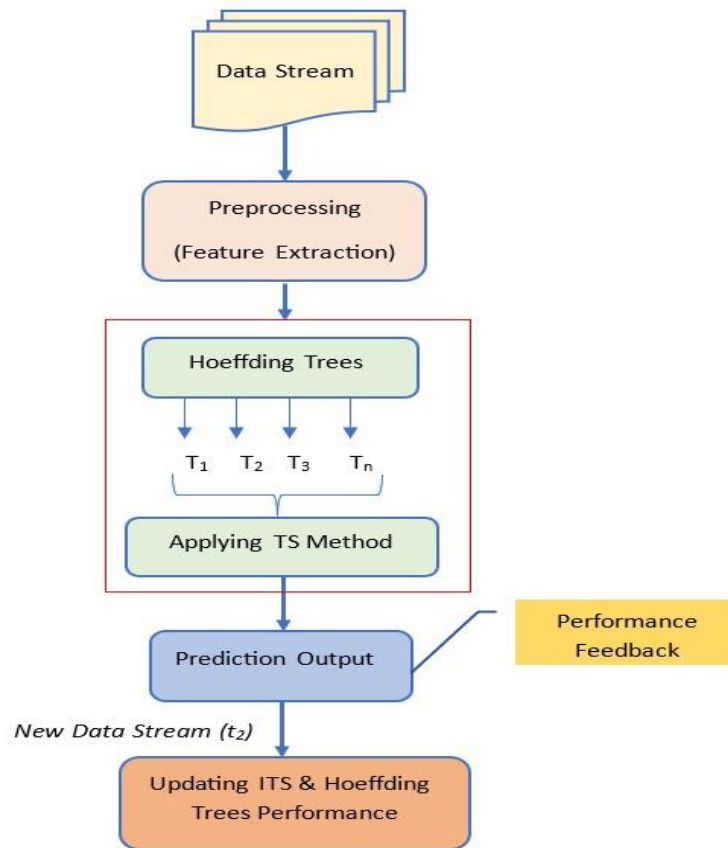 Data Stream
Preprocessing
(Feature Extraction)
Hoeffding Trees
T₁ T₂ T₃ Tₙ
Applying TS Method
Prediction Output
Performance
Feedback
New Data Stream (t₂)
Updating ITS & Hoeffding
Trees Performance